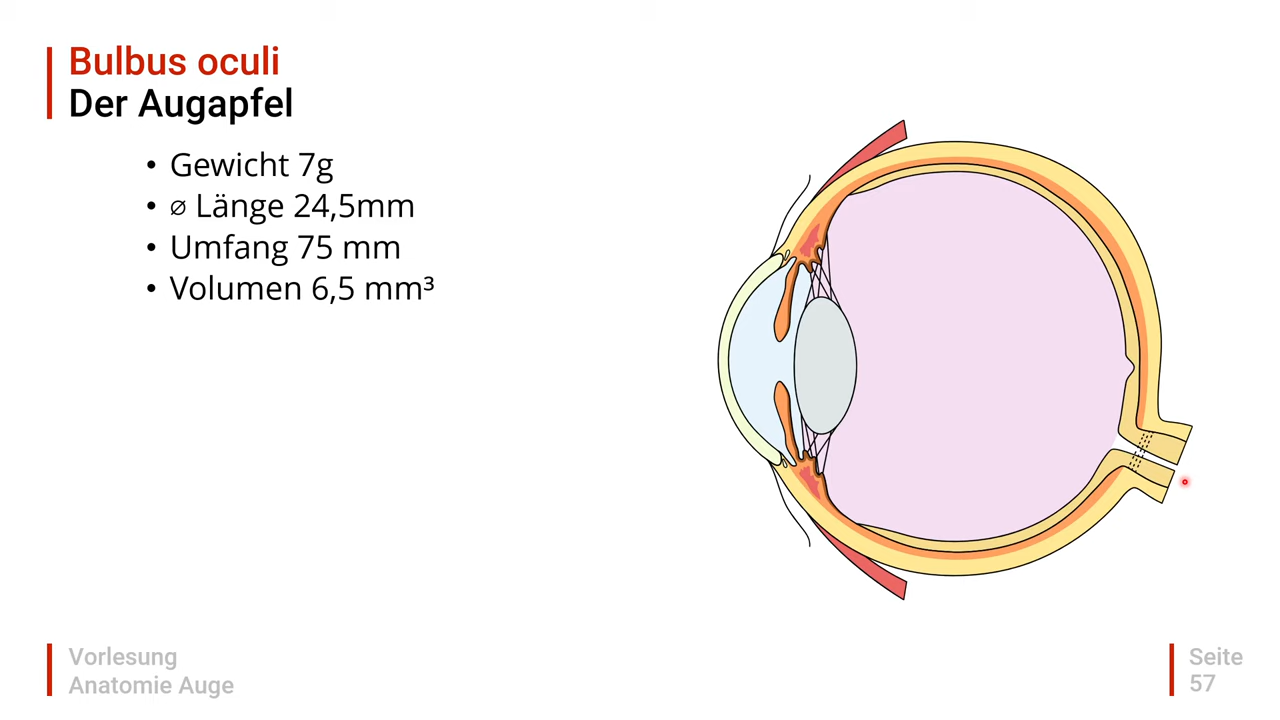 Bulbus oculi
Der Augapfel
• Gewicht 7g
• ⌀ Länge 24,5mm
• Umfang 75 mm
• Volumen 6,5 mm³
Vorlesung
Anatomie Auge
Seite
57